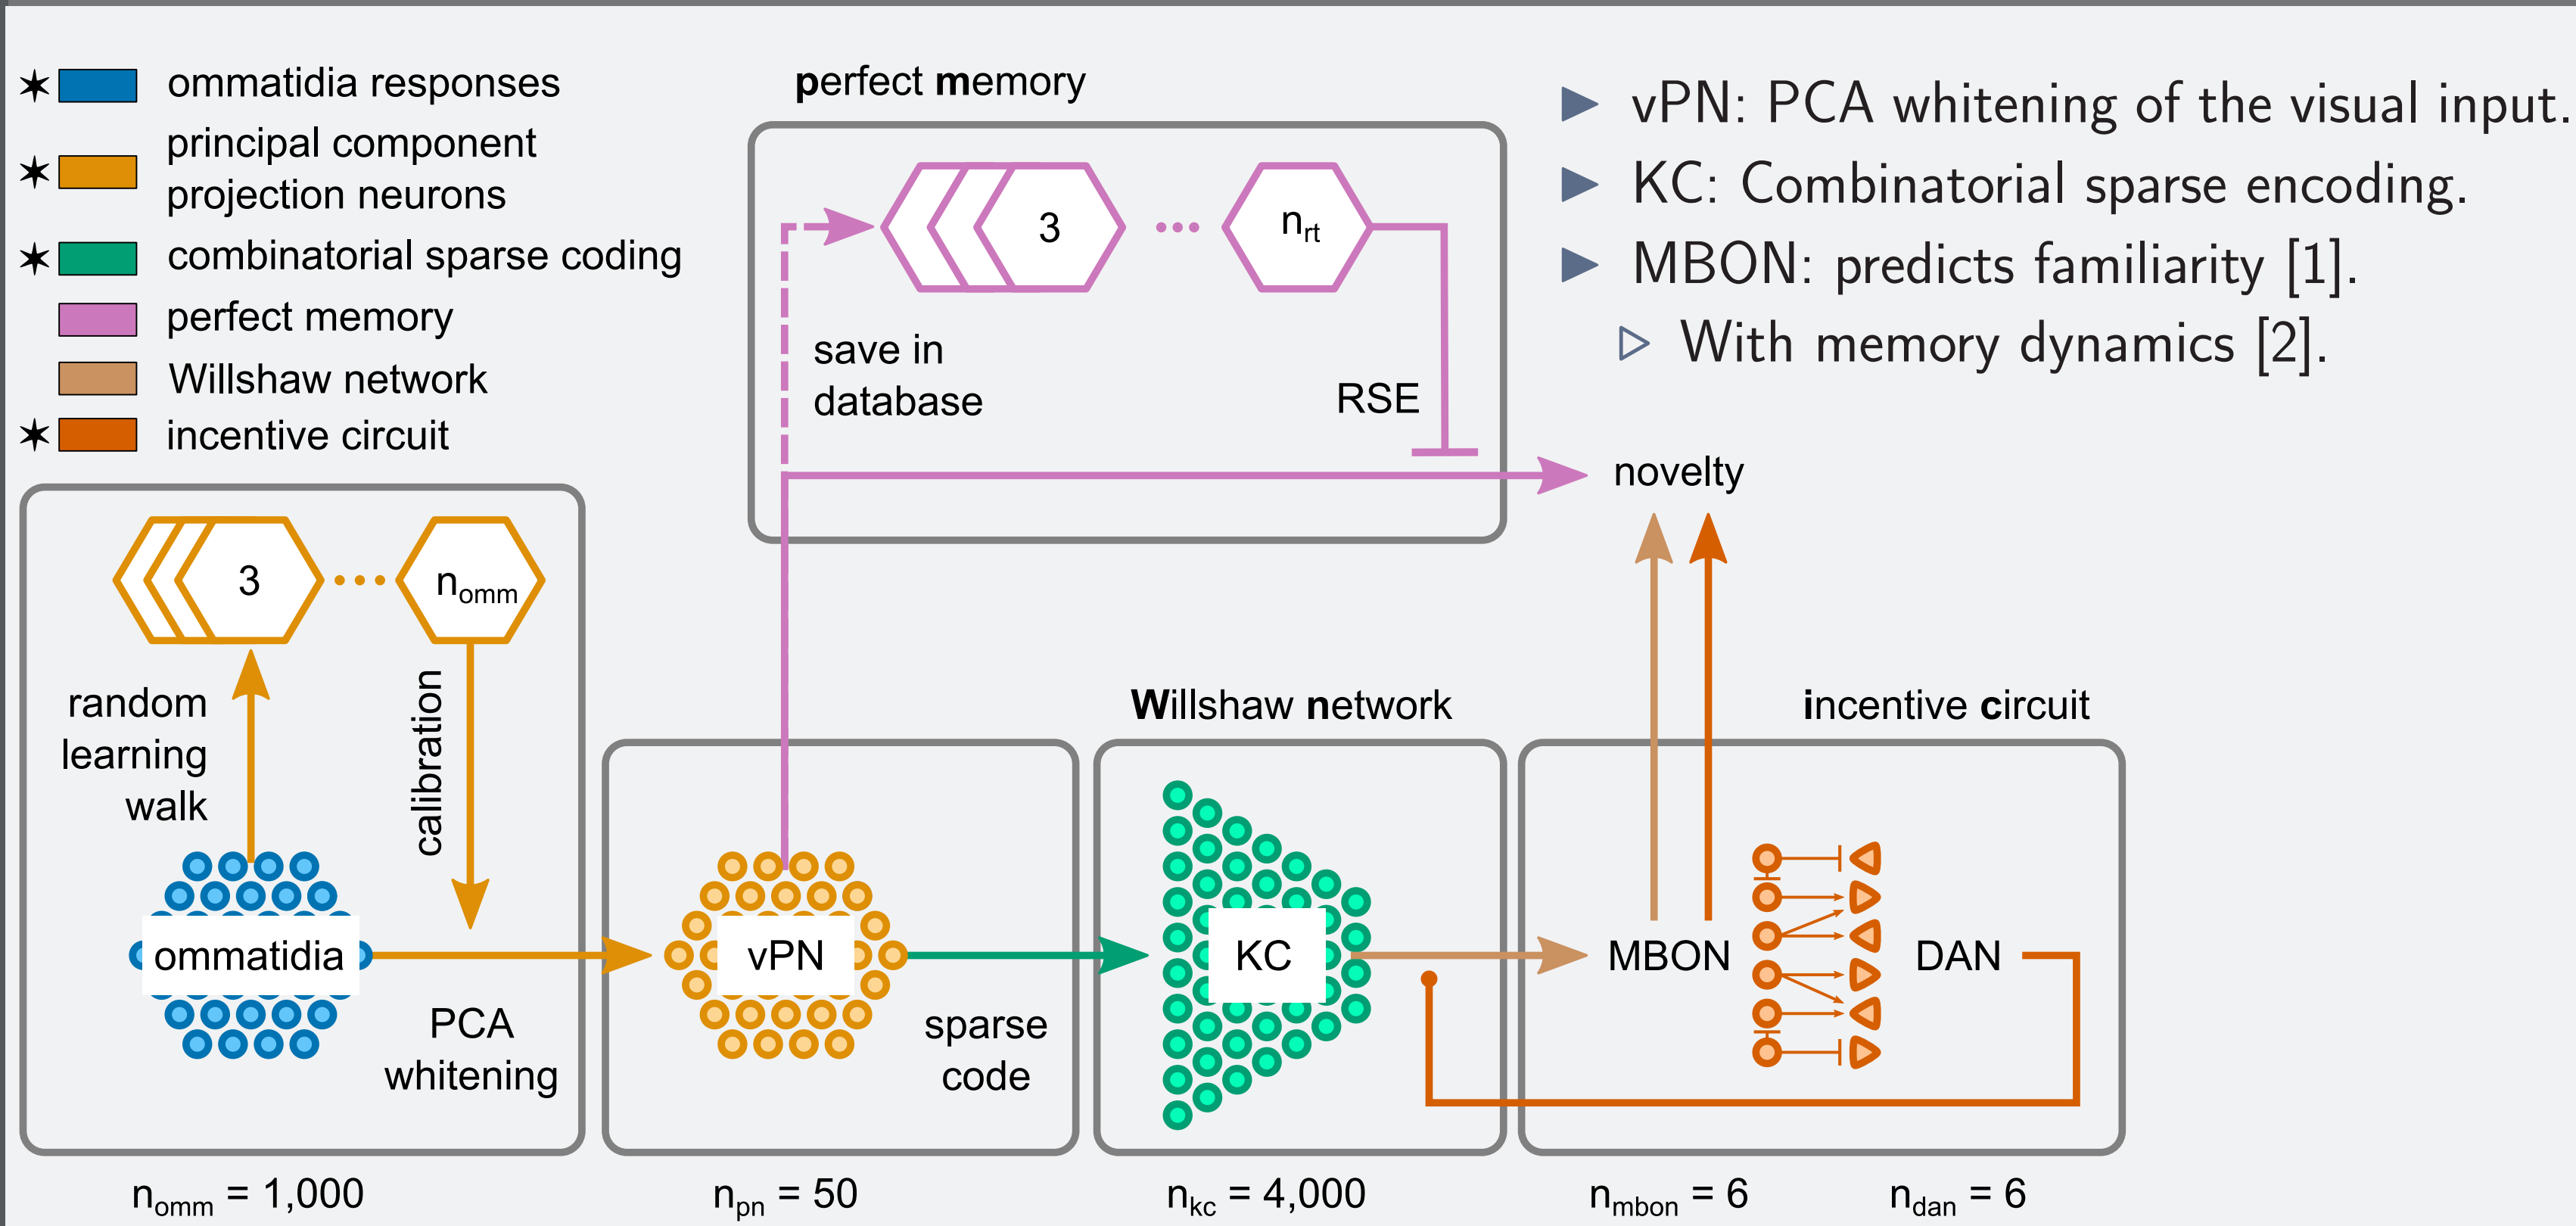 ✶ ommatidia responses
✶ principal component
projection neurons
✶ combinatorial sparse coding
perfect memory
Willshaw network
✶ incentive circuit
perfect memory
3
n_rt
save in
database
RSE
novelty
▶ vPN: PCA whitening of the visual input.
▶ KC: Combinatorial sparse encoding.
▶ MBON: predicts familiarity [1].
▷ With memory dynamics [2].
3
n_omm
random
learning
walk
calibration
ommatidia
PCA
whitening
vPN
sparse
code
Willshaw network
KC
incentive circuit
MBON
DAN
n_omm = 1,000
n_pn = 50
n_kc = 4,000
n_mbon = 6
n_dan = 6